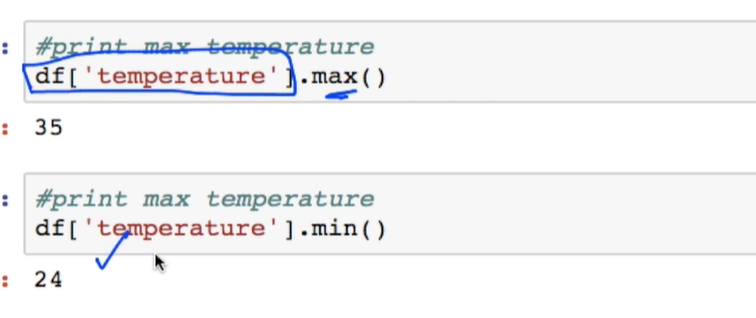 #print max temperature
df['temperature'].max()
35
#print max temperature
df['temperature'].min()
24